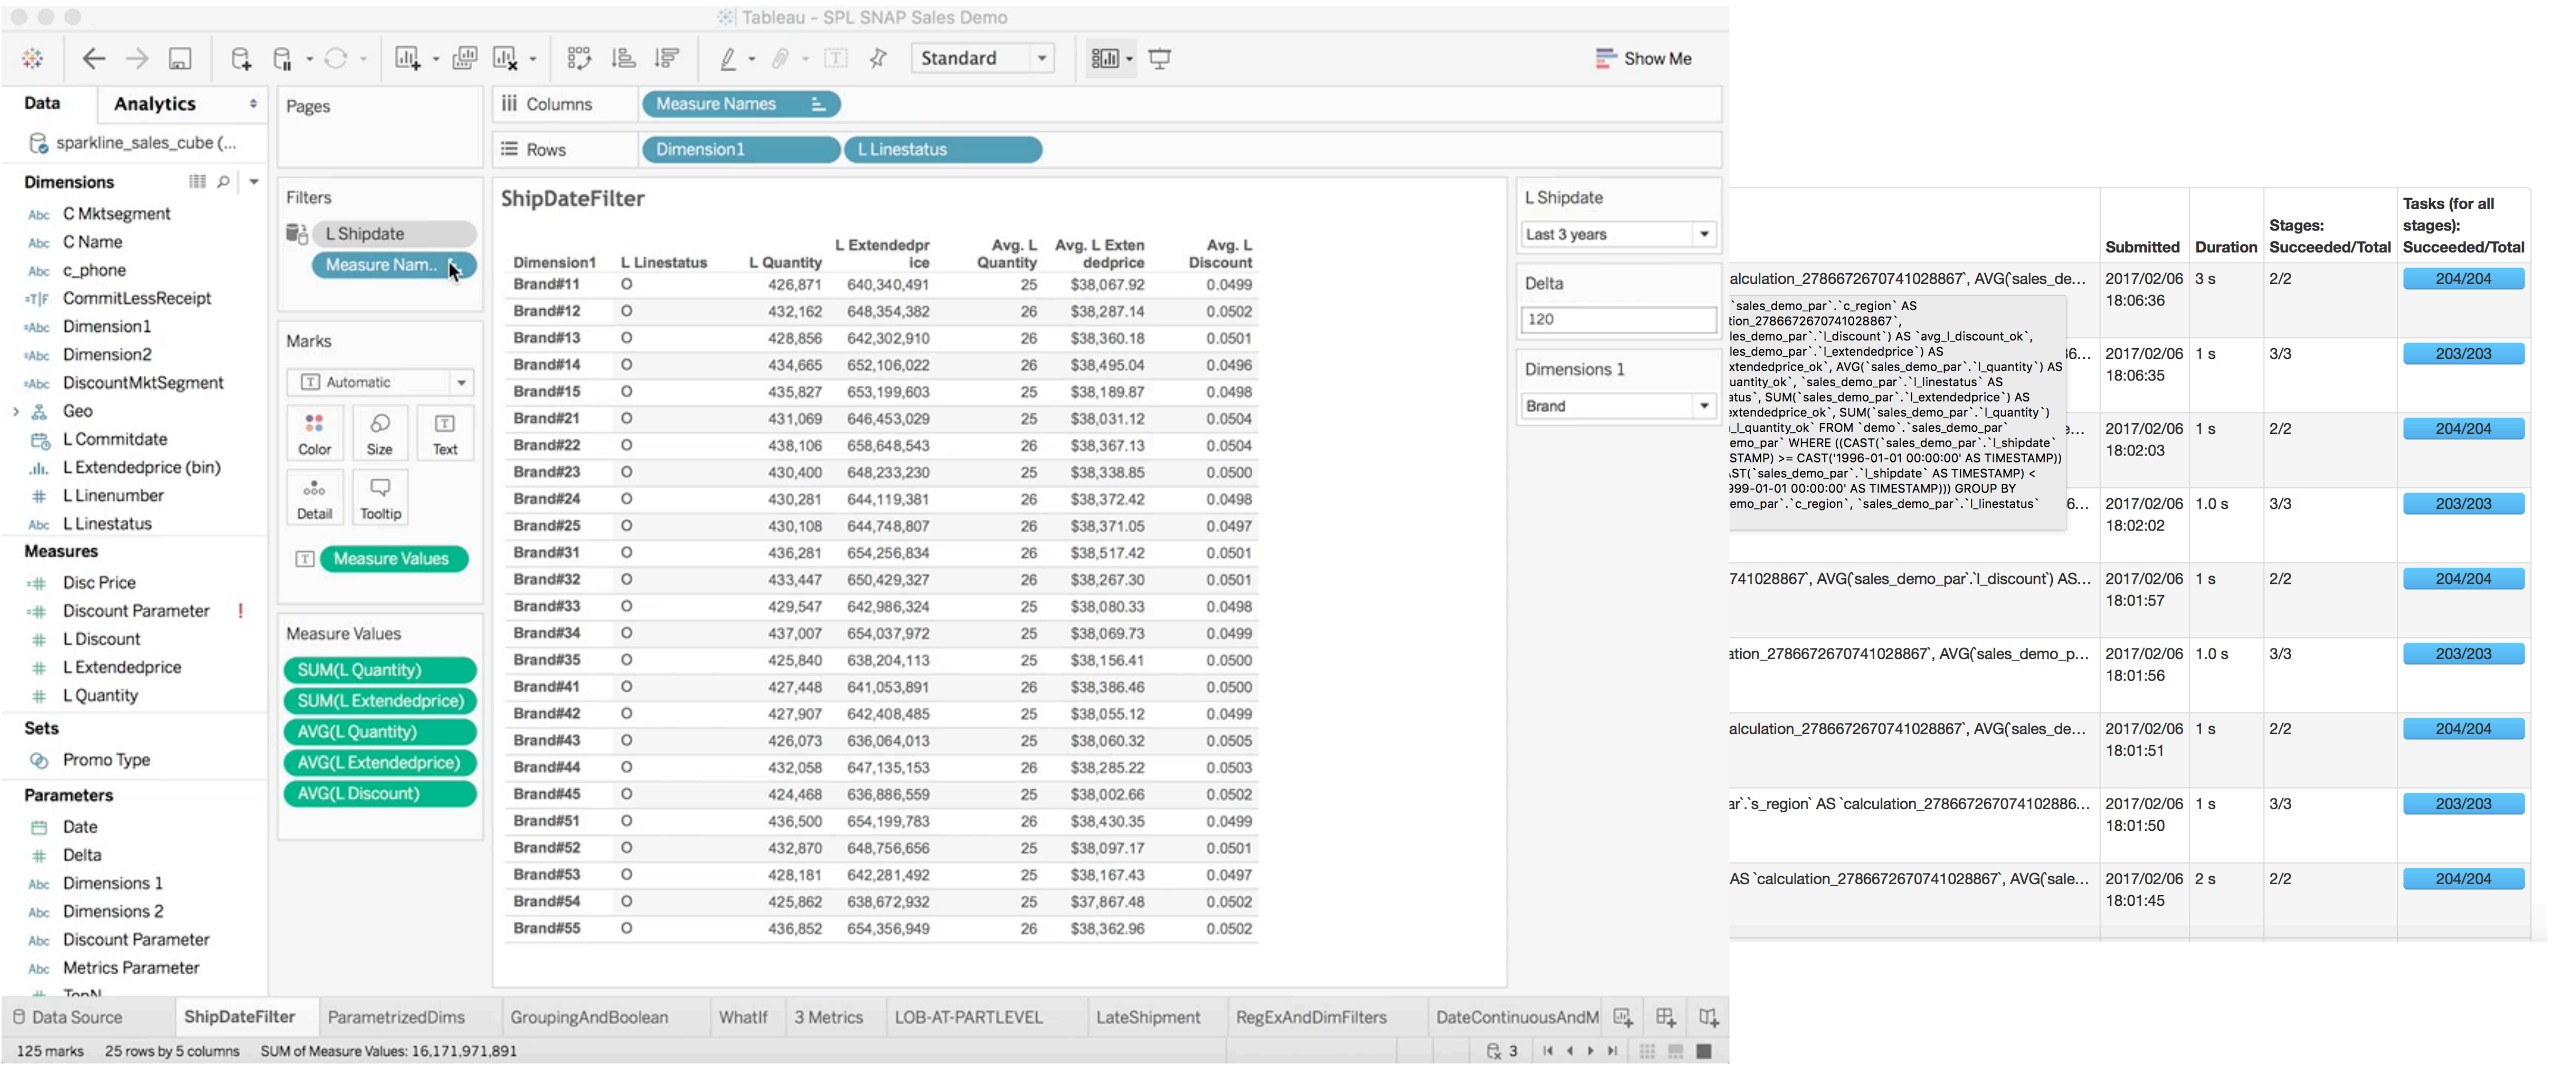 Tableau - SPL SNAP Sales Demo
Standard
Show Me
Data
Analytics
sparkline_sales_cube (...
Dimensions
Abc C Mktsegment
Abc C Name
Abc c_phone
=T|F CommitLessReceipt
=Abc Dimension1
=Abc Dimension2
=Abc DiscountMktSegment
Geo
L Commitdate
L Extendedprice (bin)
# L Linenumber
Abc L Linestatus
Measures
=# Disc Price
=# Discount Parameter !
# L Discount
# L Extendedprice
# L Quantity
Sets
Promo Type
Parameters
Date
# Delta
Abc Dimensions 1
Abc Dimensions 2
Abc Discount Parameter
Abc Metrics Parameter
# TopN
Pages
Filters
L Shipdate
Measure Nam..
Marks
T Automatic
Color
Size
T Text
Detail
Tooltip
T Measure Values
Measure Values
SUM(L Quantity)
SUM(L Extendedprice)
AVG(L Quantity)
AVG(L Extendedprice)
AVG(L Discount)
Columns Measure Names
Rows Dimension1 L Linestatus
ShipDateFilter
Dimension1 L Linestatus L Quantity L Extendedpr ice Avg. L Quantity Avg. L Exten dedprice Avg. L Discount
Brand#11 O 426,871 640,340,491 25 $38,067.92 0.0499
Brand#12 O 432,162 648,354,382 26 $38,287.14 0.0502
Brand#13 O 428,856 642,302,910 26 $38,360.18 0.0501
Brand#14 O 434,665 652,106,022 26 $38,495.04 0.0496
Brand#15 O 435,827 653,199,603 25 $38,189.87 0.0498
Brand#21 O 431,069 646,453,029 25 $38,031.12 0.0504
Brand#22 O 438,106 658,648,543 26 $38,367.13 0.0504
Brand#23 O 430,400 648,233,230 26 $38,338.85 0.0500
Brand#24 O 430,281 644,119,381 26 $38,372.42 0.0498
Brand#25 O 430,108 644,748,807 26 $38,371.05 0.0497
Brand#31 O 436,281 654,256,834 26 $38,517.42 0.0501
Brand#32 O 433,447 650,429,327 26 $38,267.30 0.0501
Brand#33 O 429,547 642,986,324 25 $38,080.33 0.0498
Brand#34 O 437,007 654,037,972 25 $38,069.73 0.0499
Brand#35 O 425,840 638,204,113 25 $38,156.41 0.0500
Brand#41 O 427,448 641,053,891 26 $38,386.46 0.0500
Brand#42 O 427,907 642,408,485 25 $38,055.12 0.0499
Brand#43 O 426,073 636,064,013 25 $38,060.32 0.0505
Brand#44 O 432,058 647,135,153 26 $38,285.22 0.0503
Brand#45 O 424,468 636,886,559 25 $38,002.66 0.0502
Brand#51 O 436,500 654,199,783 26 $38,430.35 0.0499
Brand#52 O 432,870 648,756,656 25 $38,097.17 0.0501
Brand#53 O 428,181 642,281,492 25 $38,167.43 0.0497
Brand#54 O 425,862 638,672,932 25 $37,867.48 0.0502
Brand#55 O 436,852 654,356,949 26 $38,362.96 0.0502
L Shipdate
Last 3 years
Delta
120
Dimensions 1
Brand
Data Source ShipDateFilter ParametrizedDims GroupingAndBoolean WhatIf 3 Metrics LOB-AT-PARTLEVEL LateShipment RegExAndDimFilters DateContinuousAndM
125 marks 25 rows by 5 columns SUM of Measure Values: 16,171,971,891 3
Submitted Duration Stages: Succeeded/Total Tasks (for all stages): Succeeded/Total
alculation_2786672670741028867`, AVG(`sales_de... 2017/02/06 18:06:36 3 s 2/2 204/204
`sales_demo_par`.`c_region` AS
tion_2786672670741028867`,
les_demo_par`.`l_discount`) AS `avg_l_discount_ok`,
les_demo_par`.`l_extendedprice`) AS
xtendedprice_ok`, AVG(`sales_demo_par`.`l_quantity`) AS
uantity_ok`, `sales_demo_par`.`l_linestatus` AS
atus`, SUM(`sales_demo_par`.`l_extendedprice`) AS
extendedprice_ok`, SUM(`sales_demo_par`.`l_quantity`)
_l_quantity_ok` FROM `demo`.`sales_demo_par`
emo_par` WHERE ((CAST(`sales_demo_par`.`l_shipdate`
STAMP) >= CAST('1996-01-01 00:00:00' AS TIMESTAMP))
AST(`sales_demo_par`.`l_shipdate` AS TIMESTAMP) <
999-01-01 00:00:00' AS TIMESTAMP))) GROUP BY
emo_par`.`c_region`, `sales_demo_par`.`l_linestatus`
36... 2017/02/06 18:06:35 1 s 3/3 203/203
e... 2017/02/06 18:02:03 1 s 2/2 204/204
6... 2017/02/06 18:02:02 1.0 s 3/3 203/203
741028867`, AVG(`sales_demo_par`.`l_discount`) AS... 2017/02/06 18:01:57 1 s 2/2 204/204
ation_2786672670741028867`, AVG(`sales_demo_p... 2017/02/06 18:01:56 1.0 s 3/3 203/203
alculation_2786672670741028867`, AVG(`sales_de... 2017/02/06 18:01:51 1 s 2/2 204/204
ar`.`s_region` AS `calculation_278667267074102886... 2017/02/06 18:01:50 1 s 3/3 203/203
AS `calculation_2786672670741028867`, AVG(`sale... 2017/02/06 18:01:45 2 s 2/2 204/204